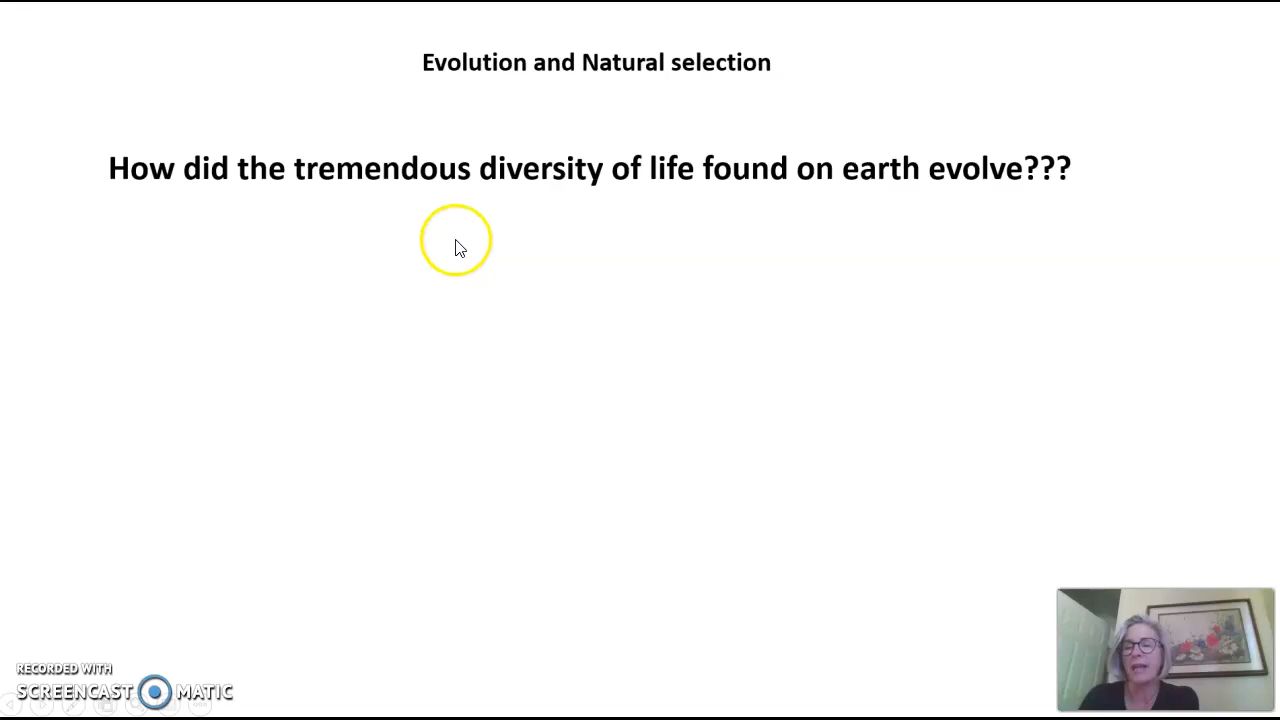 Evolution and Natural selection
How did the tremendous diversity of life found on earth evolve???
RECORDED WITH
SCREENCAST MATIC